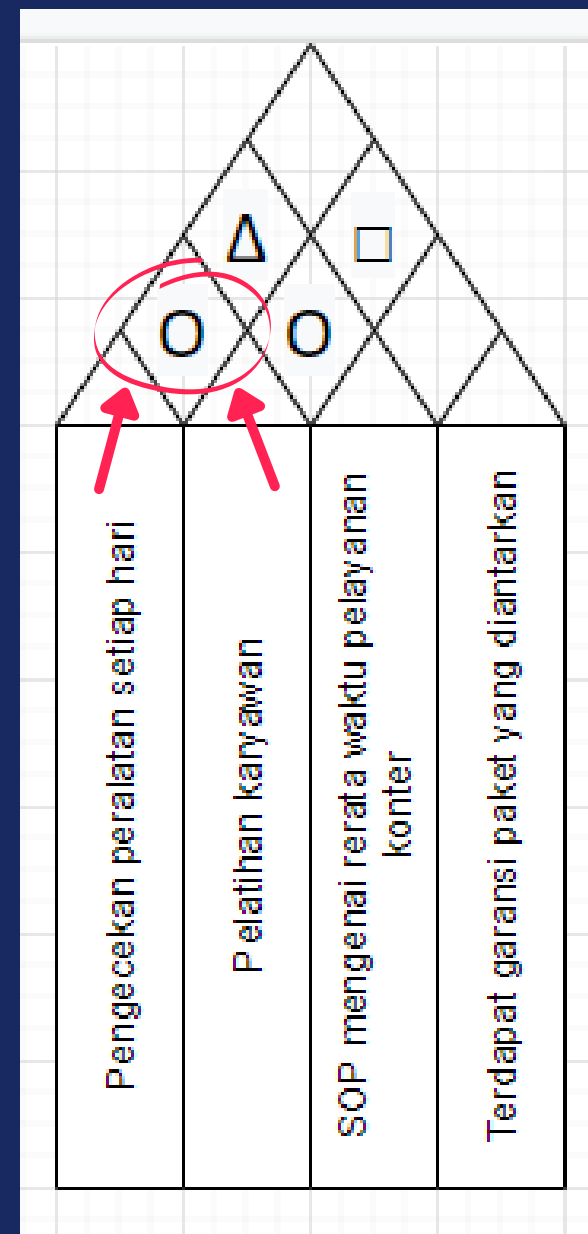 Δ □
O O
Pengecekan peralatan setiap hari
Pelatihan karyawan
SOP mengenai rerata waktu pelayanan
konter
Terdapat garansi paket yang diantarkan